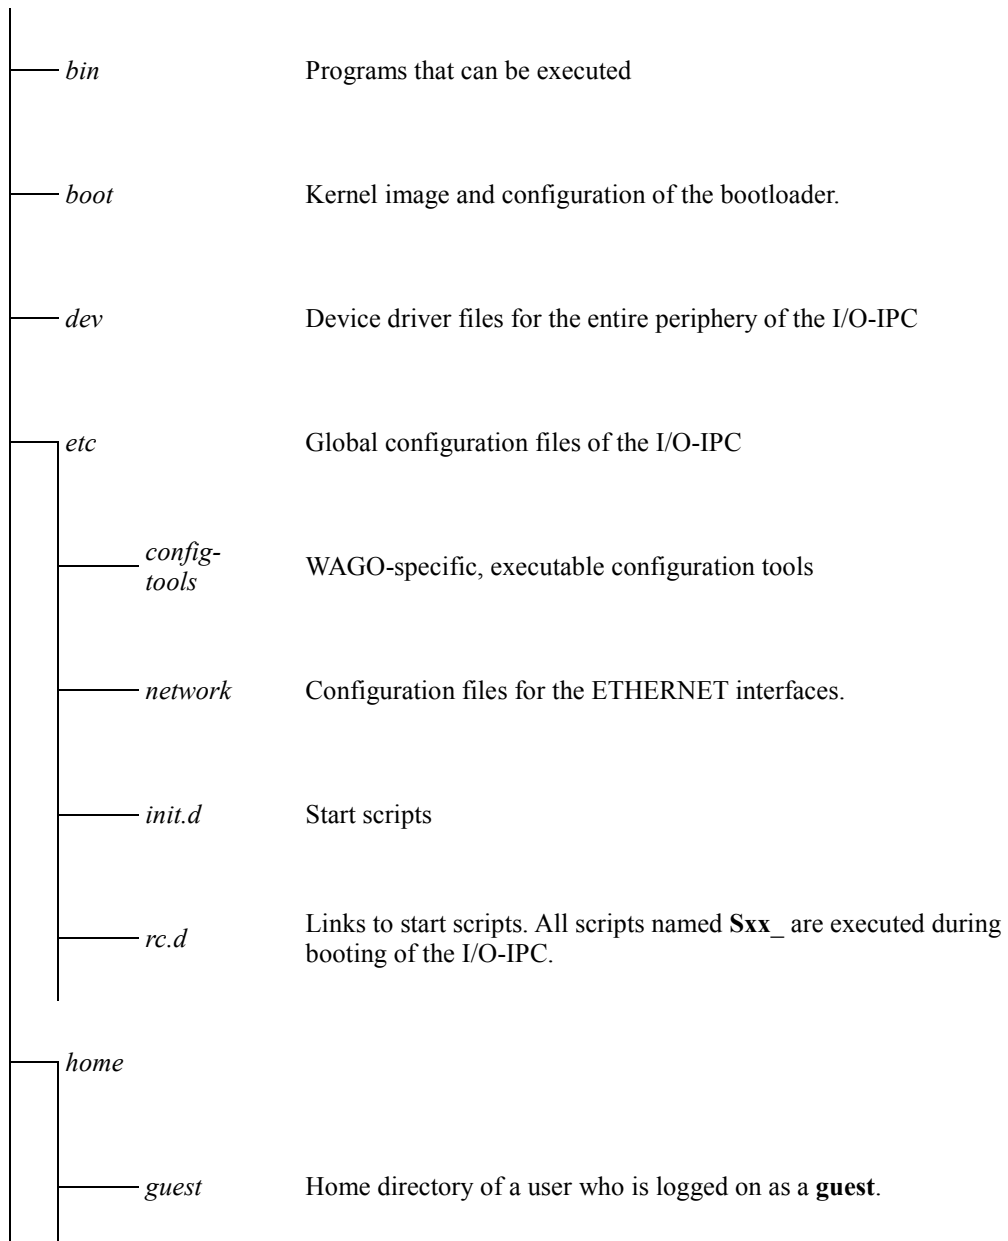 bin Programs that can be executed
boot Kernel image and configuration of the bootloader.
dev Device driver files for the entire periphery of the I/O-IPC
etc Global configuration files of the I/O-IPC
config-
tools
WAGO-specific, executable configuration tools
network Configuration files for the ETHERNET interfaces.
init.d Start scripts
rc.d
Links to start scripts. All scripts named Sxx_ are executed during
booting of the I/O-IPC.
home
guest Home directory of a user who is logged on as a guest.